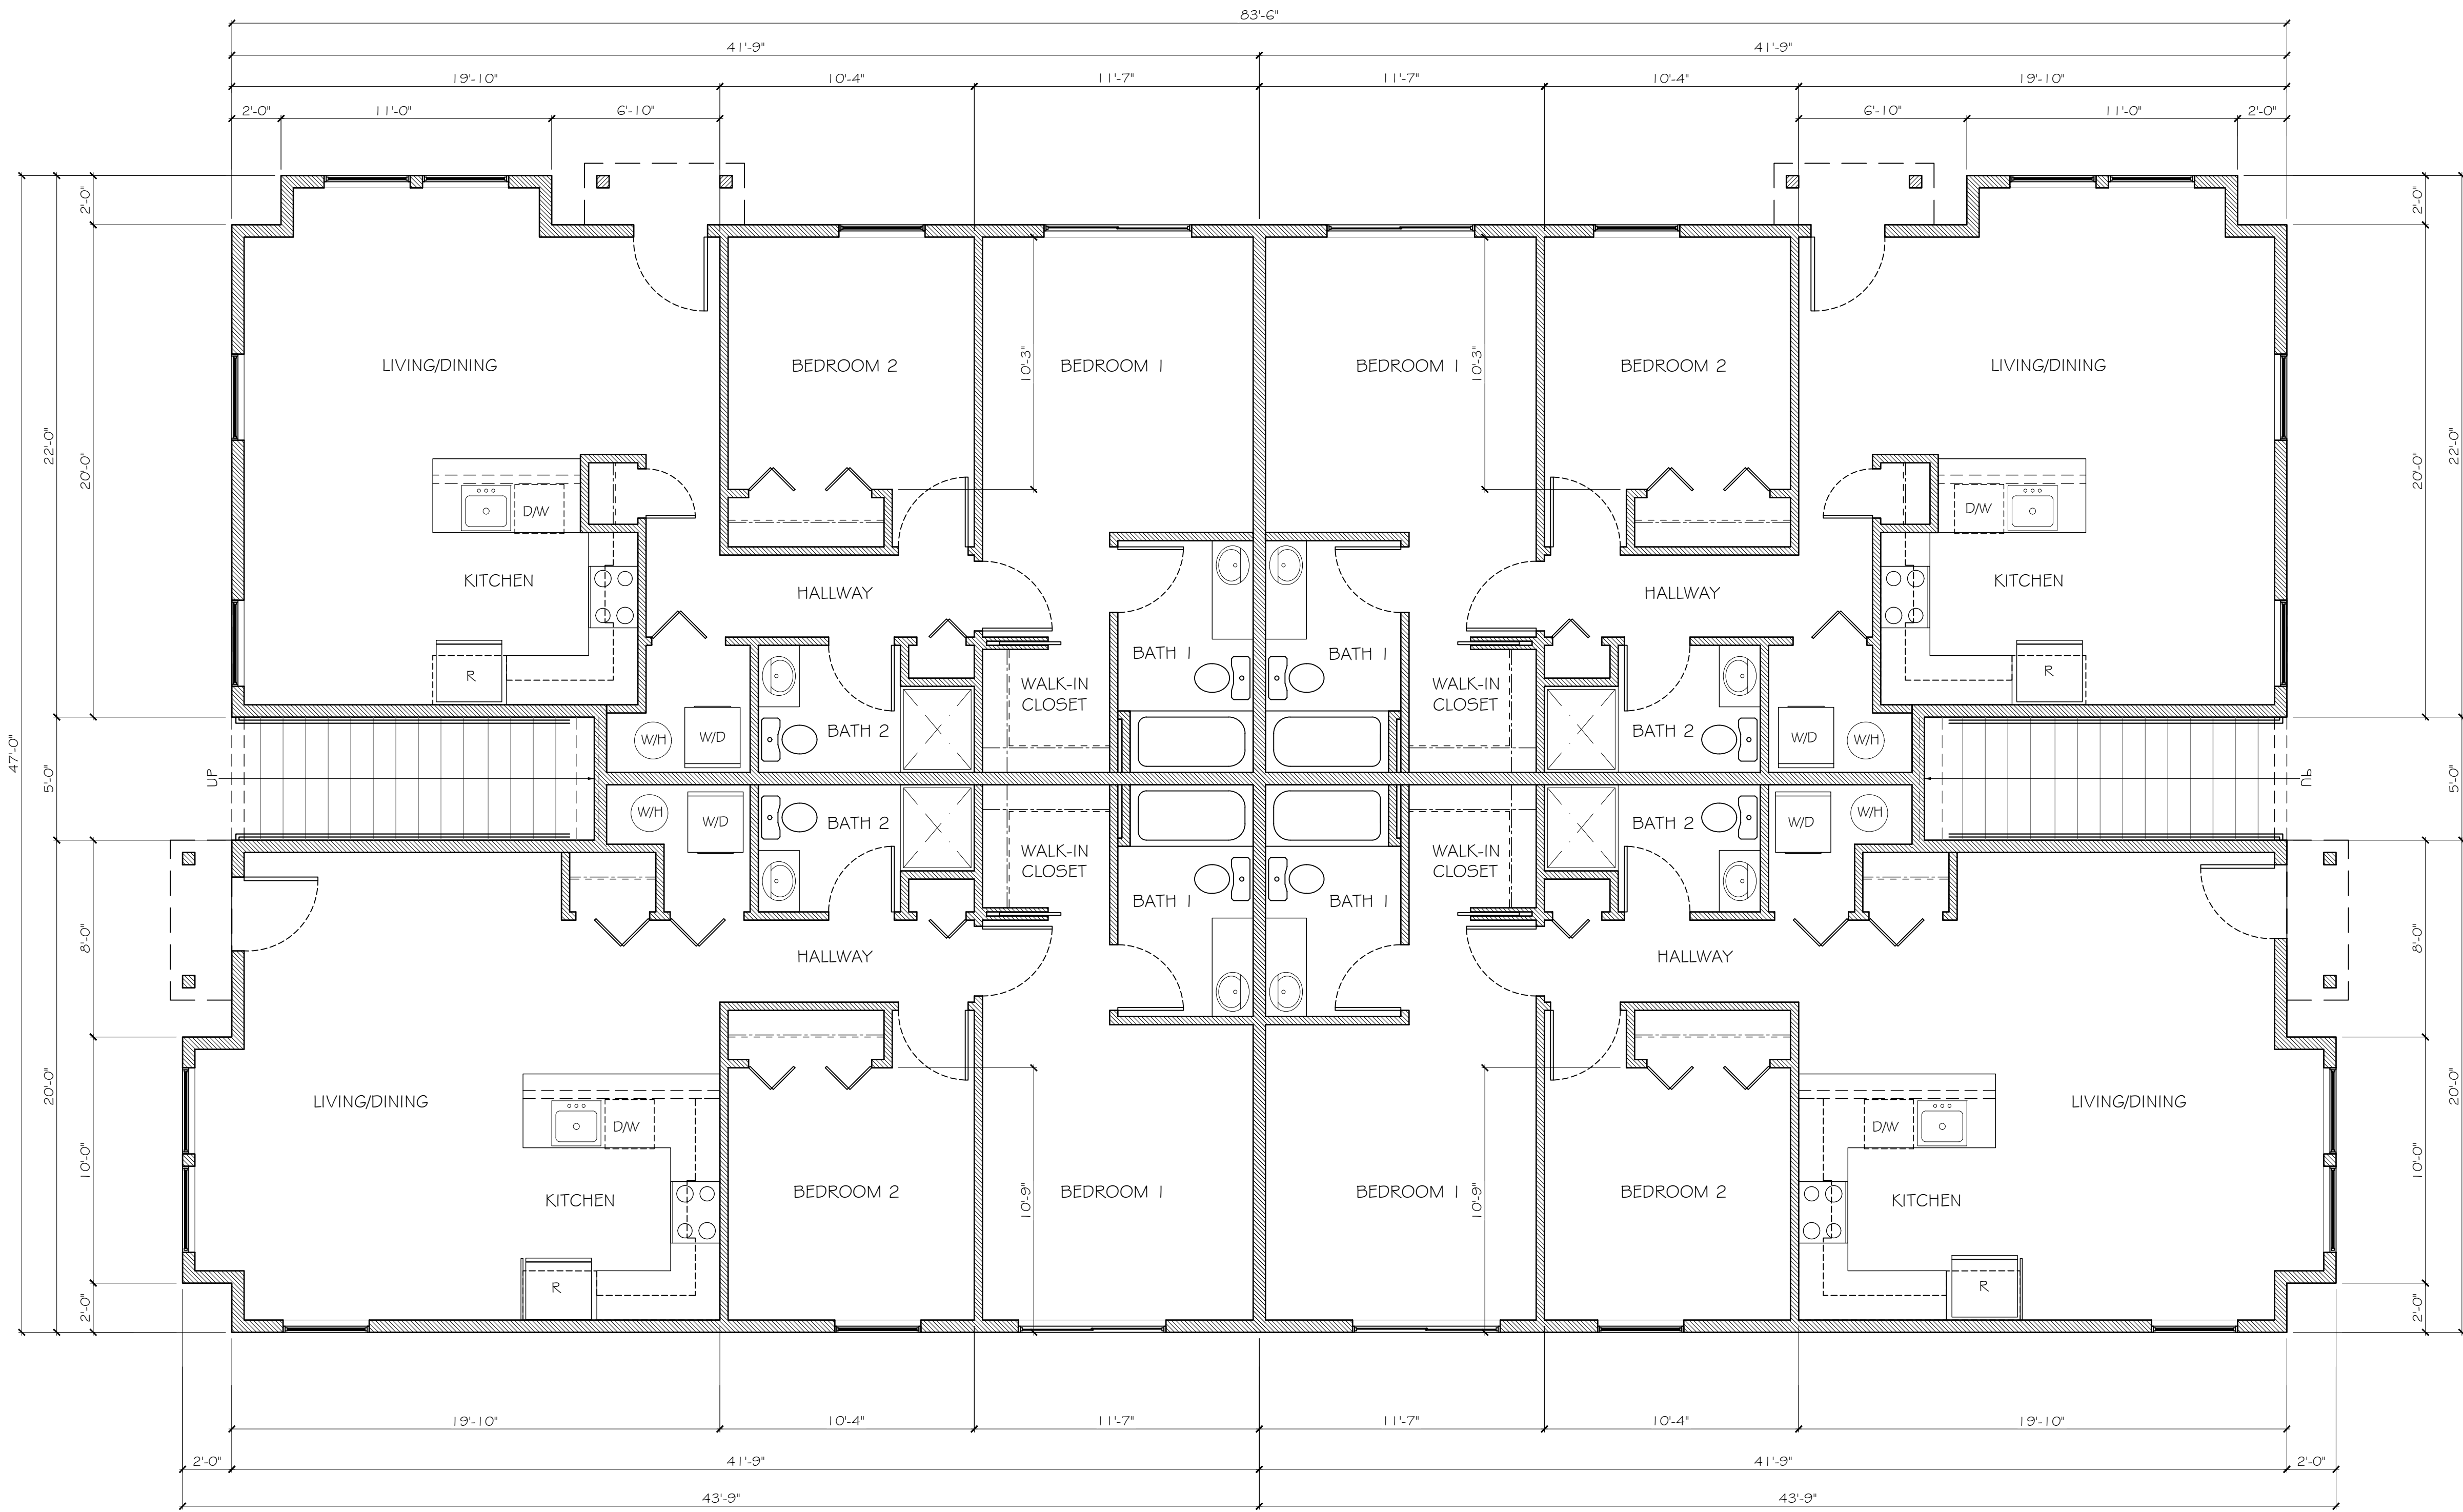 83'-6"
41'-9" 41'-9"
19'-10" 10'-4" 11'-7" 11'-7" 10'-4" 19'-10"
2'-0" 11'-0" 6'-10" 6'-10" 11'-0" 2'-0"
2'-0" 2'-0"
LIVING/DINING BEDROOM 2 10'-3" BEDROOM 1 BEDROOM 1 10'-3" BEDROOM 2 LIVING/DINING
22'-0" 20'-0" 20'-0" 22'-0"
D/W D/W
KITCHEN HALLWAY HALLWAY KITCHEN
BATH 1 BATH 1
R WALK-IN WALK-IN R
CLOSET CLOSET
W/H W/D BATH 2 BATH 2 W/D W/H
47'-0" 5'-0" UP UP 5'-0"
W/H W/D BATH 2 BATH 2 W/D W/H
WALK-IN WALK-IN
CLOSET CLOSET
BATH 1 BATH 1
8'-0" HALLWAY HALLWAY 8'-0"
20'-0" LIVING/DINING LIVING/DINING 20'-0"
D/W D/W
10'-0" 10'-0"
KITCHEN BEDROOM 2 10'-9" BEDROOM 1 BEDROOM 1 10'-9" BEDROOM 2 KITCHEN
R R
2'-0" 2'-0"
19'-10" 10'-4" 11'-7" 11'-7" 10'-4" 19'-10"
2'-0" 41'-9" 41'-9" 2'-0"
43'-9" 43'-9"